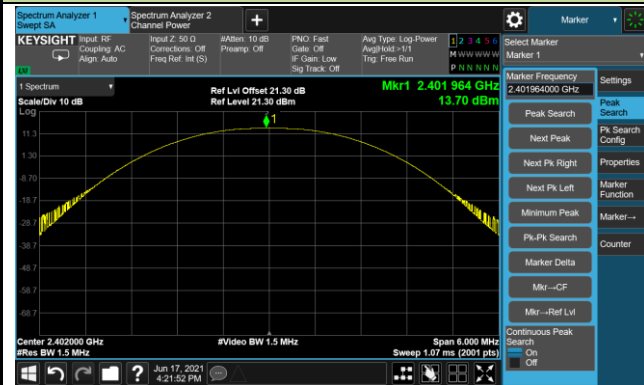 Spectrum Analyzer 1
Swept SA
Spectrum Analyzer 2
Channel Power
+
Marker
KEYSIGHT
Input: RF
Coupling: AC
Align: Auto
Input Z: 50 Ω
Corrections: Off
Freq Ref: Int (S)
#Atten: 10 dB
Preamp: Off
PNO: Fast
Gate: Off
IF Gain: Low
Sig Track: Off
Avg Type: Log-Power
Avg|Hold:>1/1
Trig: Free Run
1 2 3 4 5 6
M W W W W W
P N N N N N
LXI
Select Marker
Marker 1
1 Spectrum
Scale/Div 10 dB
Log
Ref Lvl Offset 21.30 dB
Ref Level 21.30 dBm
Mkr1 2.401 964 GHz
13.70 dBm
1
11.3
1.30
-8.70
-18.7
-28.7
-38.7
-48.7
-58.7
-68.7
Center 2.402000 GHz
#Res BW 1.5 MHz
#Video BW 1.5 MHz
Span 6.000 MHz
Sweep 1.07 ms (2001 pts)
Marker Frequency
2.401964000 GHz
Peak Search
Next Peak
Next Pk Right
Next Pk Left
Minimum Peak
Pk-Pk Search
Marker Delta
Mkr→CF
Mkr→Ref Lvl
Continuous Peak
Search
On
Off
Settings
Peak
Search
Pk Search
Config
Properties
Marker
Function
Marker→
Counter
?
Jun 17, 2021
4:21:52 PM